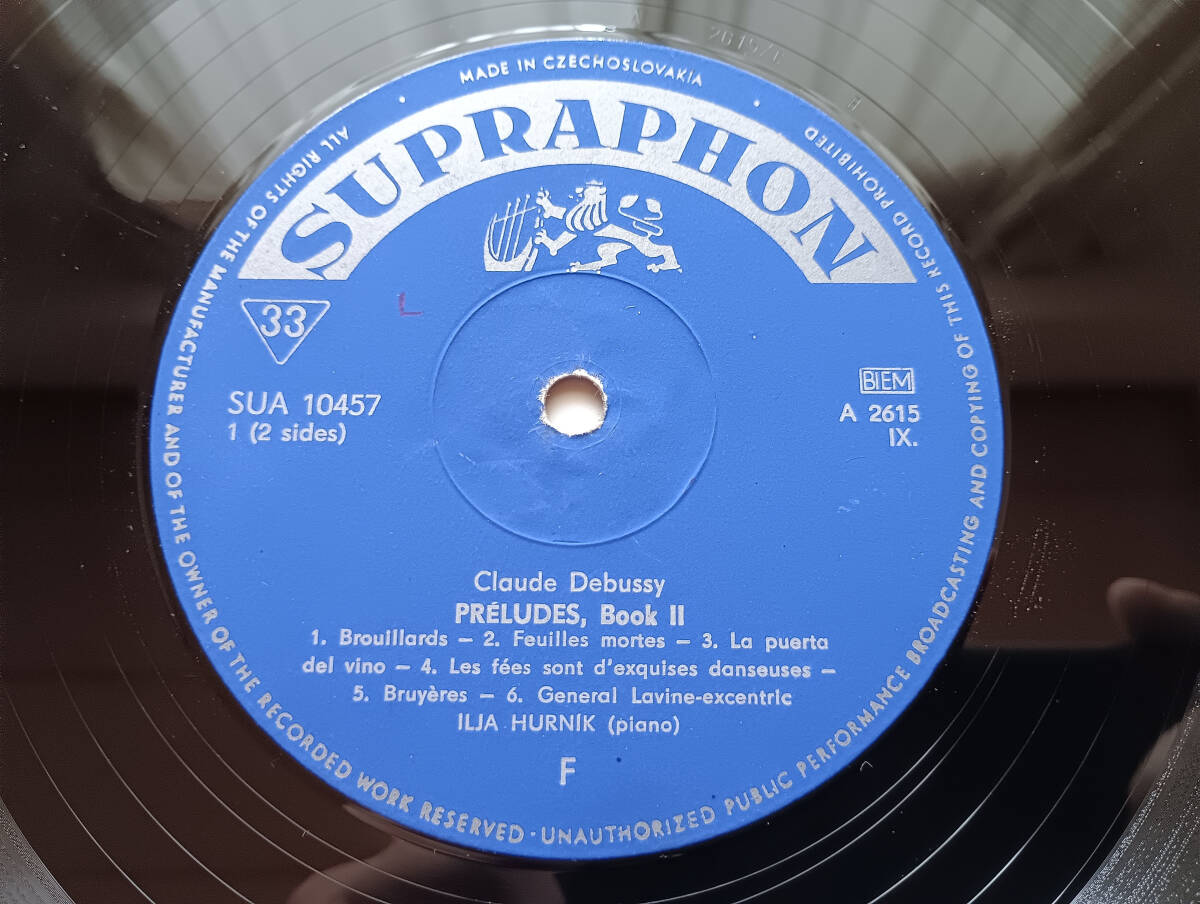 MADE IN CZECHOSLOVAKIA
SUPRAPHON
33
SUA 10457
1 (2 sides)
BIEM
A 2615
IX.
Claude Debussy
PRÉLUDES, Book II
1. Brouillards – 2. Feuilles mortes – 3. La puerta
del vino – 4. Les fées sont d'exquises danseuses –
5. Bruyères – 6. General Lavine-excentric
ILJA HURNÍK (piano)
F
ALL RIGHTS OF THE MANUFACTURER AND OF THE OWNER OF THE RECORDED WORK RESERVED · UNAUTHORIZED PUBLIC PERFORMANCE BROADCASTING AND COPYING OF THIS RECORD PROHIBITED